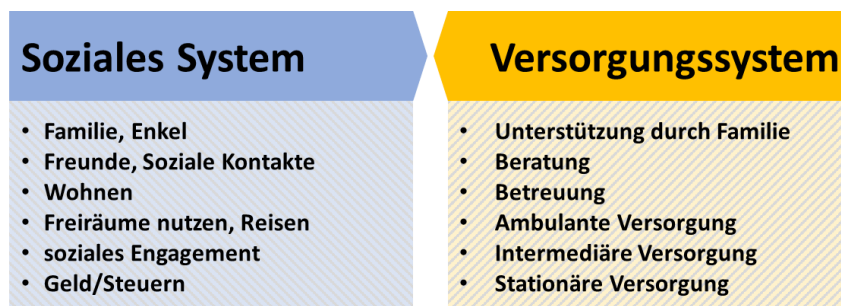 Soziales System
• Familie, Enkel
• Freunde, Soziale Kontakte
• Wohnen
• Freiräume nutzen, Reisen
• soziales Engagement
• Geld/Steuern
Versorgungssystem
• Unterstützung durch Familie
• Beratung
• Betreuung
• Ambulante Versorgung
• Intermediäre Versorgung
• Stationäre Versorgung